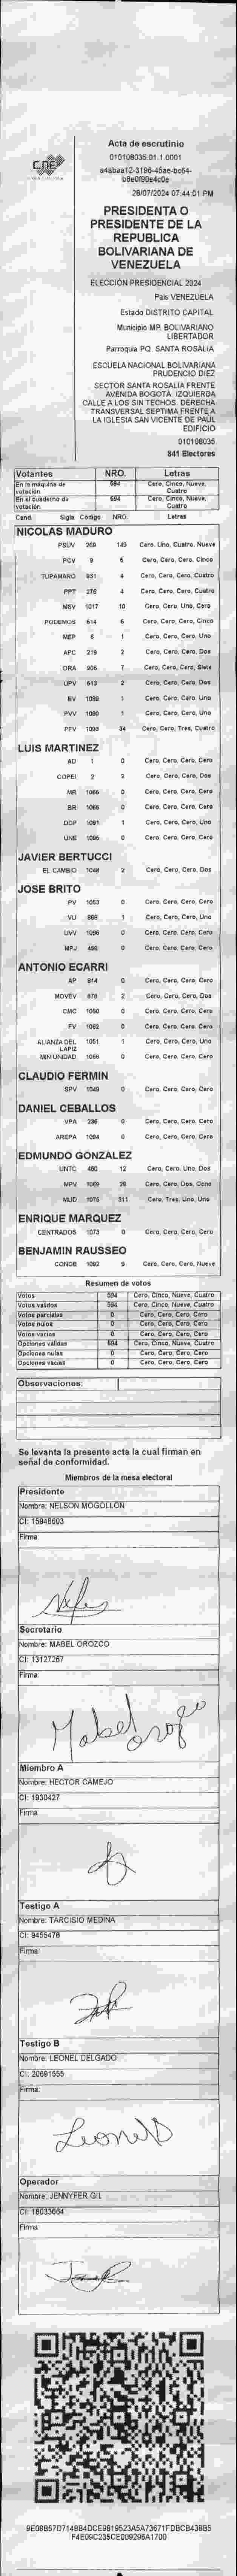 CNE
Acta de escrutinio
010108035.01.1.0001
28/07/2024 07:44:01 PM
PRESIDENTA O
PRESIDENTE DE LA
REPUBLICA
BOLIVARIANA DE
VENEZUELA
ELECCIÓN PRESIDENCIAL 2024
País VENEZUELA
Estado DISTRITO CAPITAL
Municipio MP. BOLIVARIANO
LIBERTADOR
Parroquia PQ. SANTA ROSALIA
ESCUELA NACIONAL BOLIVARIANA
PRUDENCIO DIEZ
SECTOR SANTA ROSALÍA FRENTE
AVENIDA BOGOTÁ. IZQUIERDA
CALLE A LOS SIN TECHOS. DERECHA
TRANSVERSAL SEPTIMA FRENTE A
LA IGLESIA SAN VICENTE DE PAÚL
EDIFICIO
010108035
841 Electores
Votantes NRO. Letras
En la máquina de votación 594 Cero, Cinco, Nueve, Cuatro
En el cuaderno de votación 594 Cero, Cinco, Nueve, Cuatro
Cand. Sigla Codigo NRO. Letras
NICOLAS MADURO
PSUV 269 149 Cero, Uno, Cuatro, Nueve
PCV 9 5 Cero, Cero, Cero, Cinco
TUPAMARO 931 4 Cero, Cero, Cero, Cuatro
PPT 276 4 Cero, Cero, Cero, Cuatro
MSV 1017 10 Cero, Cero, Uno, Cero
PODEMOS 614 5 Cero, Cero, Cero, Cinco
MEP 6 1 Cero, Cero, Cero, Uno
APC 219 2 Cero, Cero, Cero, Dos
ORA 906 7 Cero, Cero, Cero, Siete
UPV 613 2 Cero, Cero, Cero, Dos
EV 1089 1 Cero, Cero, Cero, Uno
PVV 1090 1 Cero, Cero, Cero, Uno
PFV 1093 34 Cero, Cero, Tres, Cuatro
LUIS MARTINEZ
AD 1 0 Cero, Cero, Cero, Cero
COPEI 2 2 Cero, Cero, Cero, Dos
MR 1065 0 Cero, Cero, Cero, Cero
BR 1066 0 Cero, Cero, Cero, Cero
DDP 1091 1 Cero, Cero, Cero, Uno
UNE 1095 0 Cero, Cero, Cero, Cero
JAVIER BERTUCCI
EL CAMBIO 1048 2 Cero, Cero, Cero, Dos
JOSE BRITO
PV 1053 0 Cero, Cero, Cero, Cero
VU 868 1 Cero, Cero, Cero, Uno
UVV 1098 0 Cero, Cero, Cero, Cero
MPJ 498 0 Cero, Cero, Cero, Cero
ANTONIO ECARRI
AP 814 0 Cero, Cero, Cero, Cero
MOVEV 979 2 Cero, Cero, Cero, Dos
CMC 1050 0 Cero, Cero, Cero, Cero
FV 1062 0 Cero, Cero, Cero, Cero
ALIANZA DEL LAPIZ 1051 1 Cero, Cero, Cero, Uno
MIN UNIDAD 1058 0 Cero, Cero, Cero, Cero
CLAUDIO FERMIN
SPV 1049 0 Cero, Cero, Cero, Cero
DANIEL CEBALLOS
VPA 236 0 Cero, Cero, Cero, Cero
AREPA 1094 0 Cero, Cero, Cero, Cero
EDMUNDO GONZALEZ
UNTC 480 12 Cero, Cero, Uno, Dos
MPV 1069 28 Cero, Cero, Dos, Ocho
MUD 1075 311 Cero, Tres, Uno, Uno
ENRIQUE MARQUEZ
CENTRADOS 1073 0 Cero, Cero, Cero, Cero
BENJAMIN RAUSSEO
CONDE 1092 9 Cero, Cero, Cero, Nueve
Resumen de votos
Votos 594 Cero, Cinco, Nueve, Cuatro
Votos validos 594 Cero, Cinco, Nueve, Cuatro
Votos parciales 0 Cero, Cero, Cero, Cero
Votos nulos 0 Cero, Cero, Cero, Cero
Votos vacios 0 Cero, Cero, Cero, Cero
Opciones validas 594 Cero, Cinco, Nueve, Cuatro
Opciones nulas 0 Cero, Cero, Cero, Cero
Opciones vacias 0 Cero, Cero, Cero, Cero
Observaciones:
Se levanta la presente acta la cual firman en
señal de conformidad.
Miembros de la mesa electoral
Presidente
Nombre: NELSON MOGOLLON
CI: 15948603
Firma:
Secretario
Nombre: MABEL OROZCO
CI: 13127267
Firma:
Mabel Orozco
Miembro A
Nombre: HECTOR CAMEJO
CI: 1930427
Firma:
Testigo A
Nombre: TARCISIO MEDINA
CI: 9455478
Firma:
Testigo B
Nombre: LEONEL DELGADO
CI: 20691555
Firma:
Leonel D
Operador
Nombre: JENNYFER GIL
CI: 18033664
Firma: